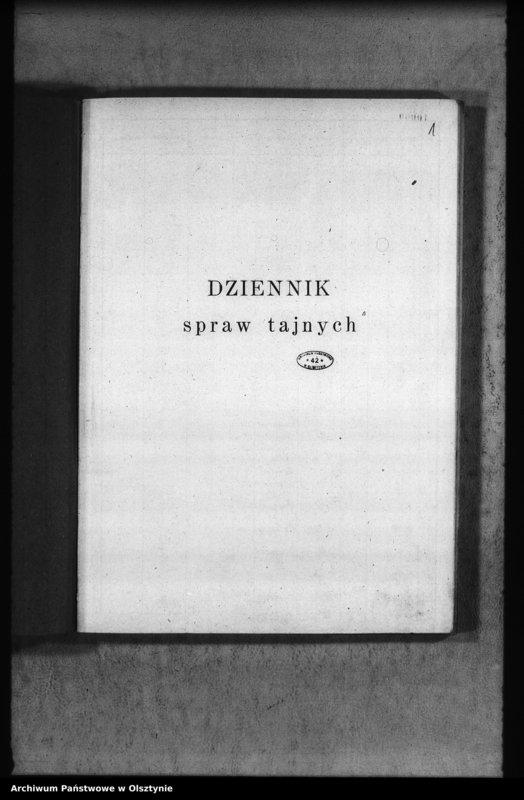 1
DZIENNIK
spraw tajnych
42
Archiwum Państwowe w Olsztynie